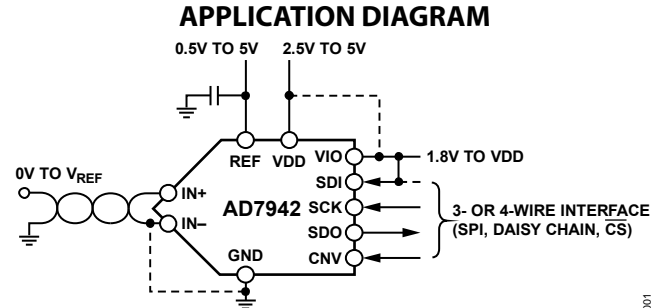 APPLICATION DIAGRAM
0.5V TO 5V
2.5V TO 5V
REF
VDD
VIO
1.8V TO VDD
0V TO VREF
IN+
SDI
AD7942
SCK
3- OR 4-WIRE INTERFACE
(SPI, DAISY CHAIN, CS)
IN–
SDO
GND
CNV
001